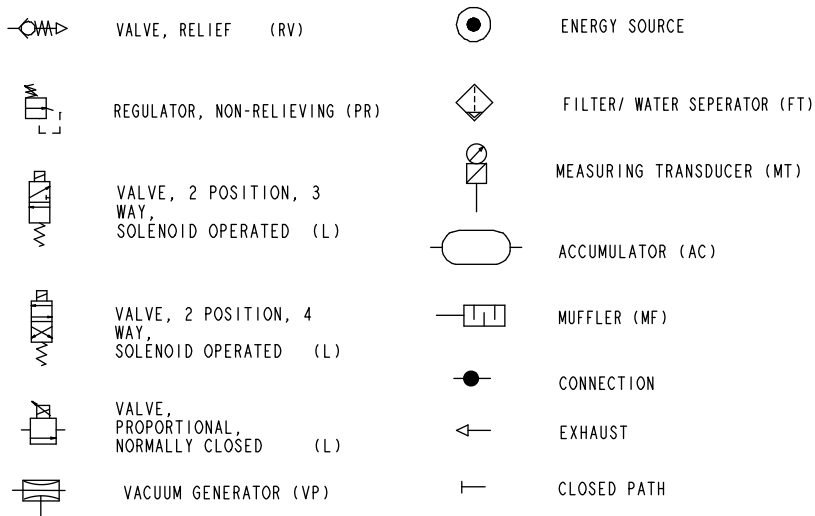 VALVE, RELIEF (RV)
REGULATOR, NON-RELIEVING (PR)
VALVE, 2 POSITION, 3
WAY,
SOLENOID OPERATED (L)
VALVE, 2 POSITION, 4
WAY,
SOLENOID OPERATED (L)
VALVE,
PROPORTIONAL,
NORMALLY CLOSED (L)
VACUUM GENERATOR (VP)
ENERGY SOURCE
FILTER/ WATER SEPERATOR (FT)
MEASURING TRANSDUCER (MT)
ACCUMULATOR (AC)
MUFFLER (MF)
CONNECTION
EXHAUST
CLOSED PATH